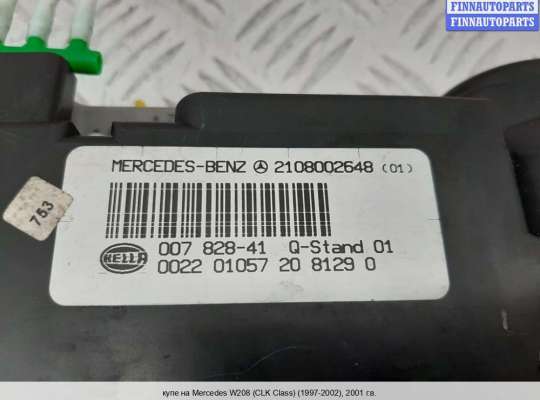 FINNAUTOPARTS
FINNAUTOPARTS
FINNAUTOPARTS
MERCEDES-BENZ 2108002648 (01)
753
007 828-41 Q-Stand 01
HELLA
0022 01057 20 8129 0
купе на Mercedes W208 (CLK Class) (1997-2002), 2001 г.в.